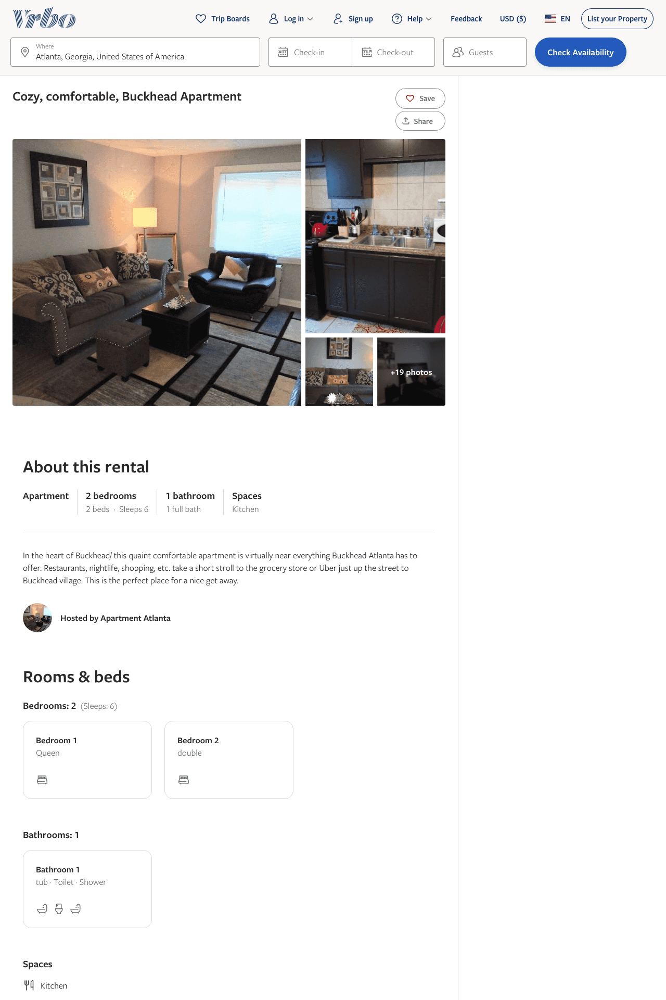 Vrbo
Trip Boards
Log in
Sign up
Help
Feedback
USD ($)
EN
List your Property
Where
Atlanta, Georgia, United States of America
Check-in
Check-out
Guests
Check Availability
Cozy, comfortable, Buckhead Apartment
Save
Share
+19 photos
About this rental
Apartment
2 bedrooms
2 beds · Sleeps 6
1 bathroom
1 full bath
Spaces
Kitchen
In the heart of Buckhead/ this quaint comfortable apartment is virtually near everything Buckhead Atlanta has to
offer. Restaurants, nightlife, shopping, etc. take a short stroll to the grocery store or Uber just up the street to
Buckhead village. This is the perfect place for a nice get away.
Hosted by Apartment Atlanta
Rooms & beds
Bedrooms: 2 (Sleeps: 6)
Bedroom 1
Queen
Bedroom 2
double
Bathrooms: 1
Bathroom 1
tub · Toilet · Shower
Spaces
Kitchen